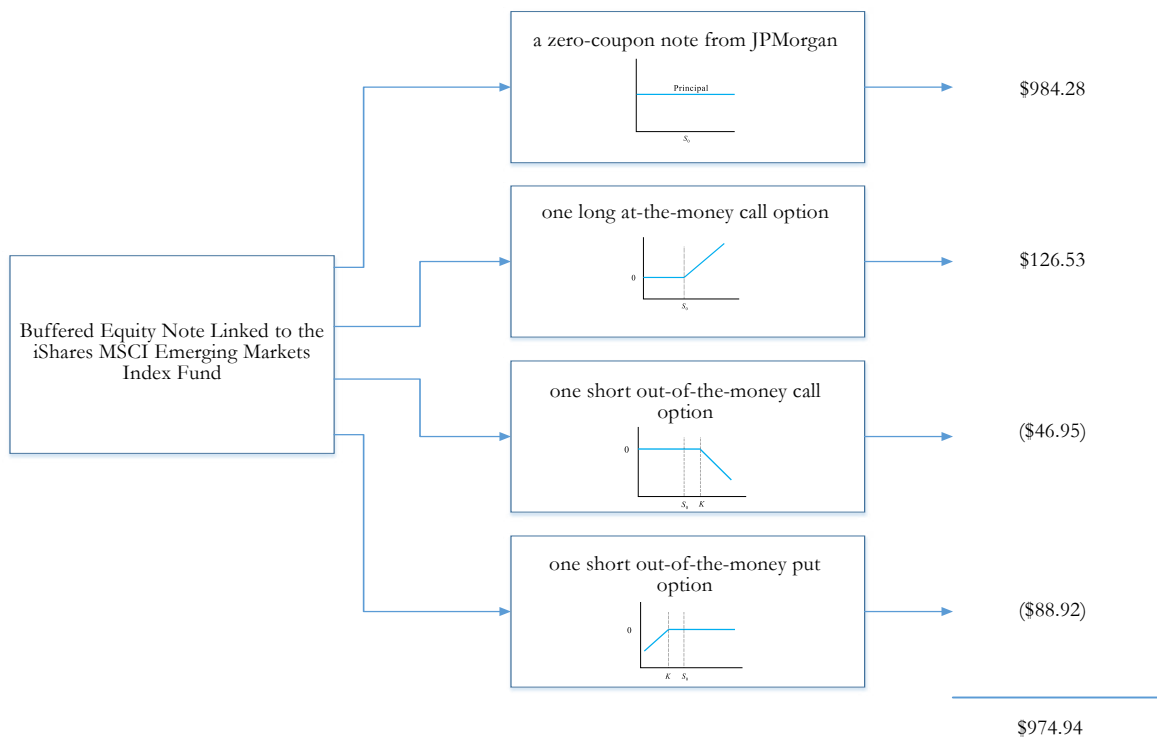 a zero-coupon note from JPMorgan
Principal
S₀
$984.28
one long at-the-money call option
0
S₀
$126.53
Buffered Equity Note Linked to the
iShares MSCI Emerging Markets
Index Fund
one short out-of-the-money call
option
0
S₀ K
($46.95)
one short out-of-the-money put
option
0
K S₀
($88.92)
$974.94